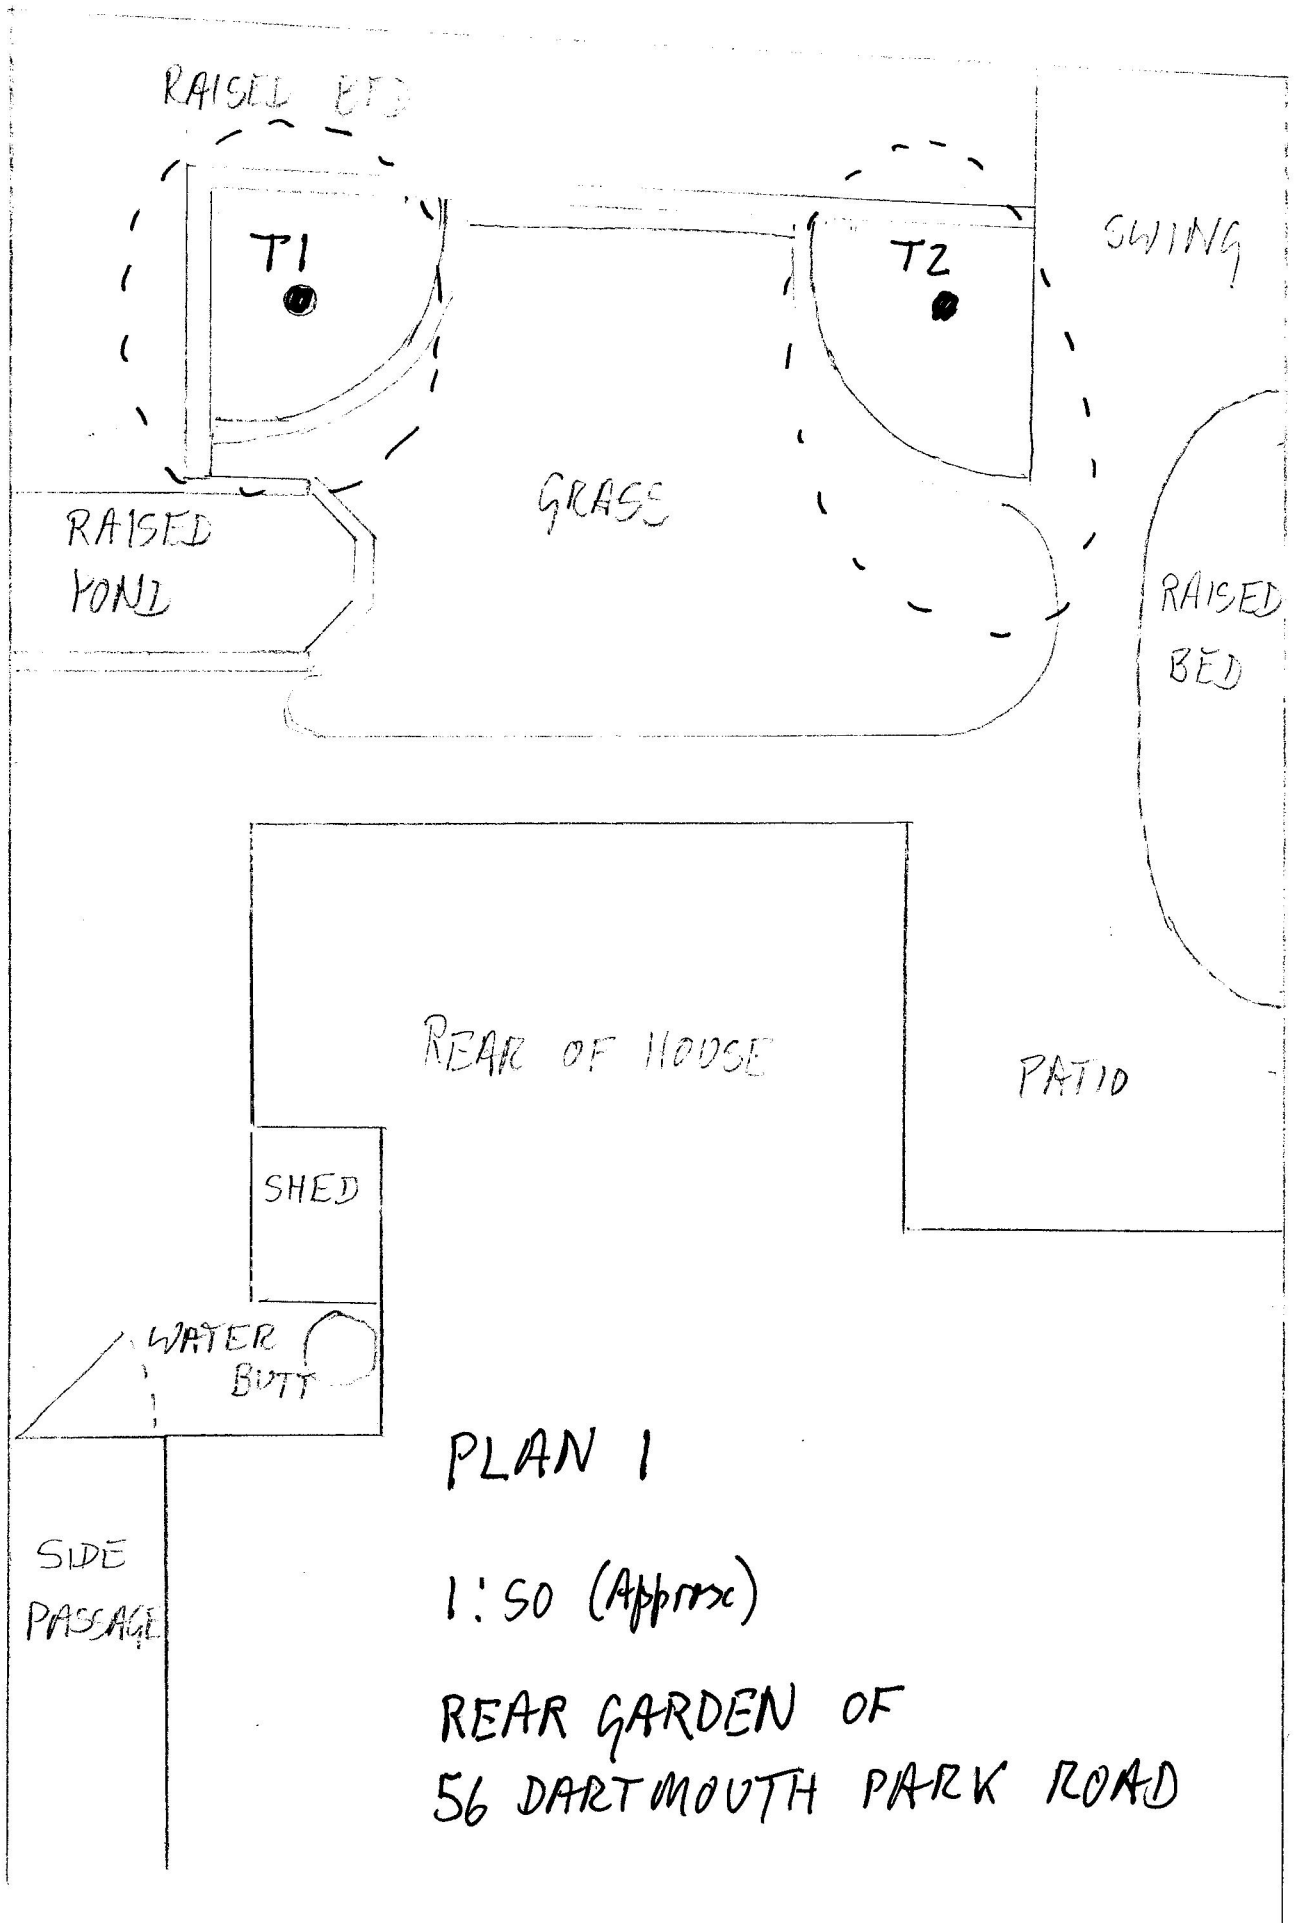 RAISED BED
SWING
T1
T2
GRASS
RAISED
POND
RAISED
BED
REAR OF HOUSE
PATIO
SHED
WATER
BUTT
PLAN 1
1:50 (Approx)
SIDE
PASSAGE
REAR GARDEN OF
56 DARTMOUTH PARK ROAD